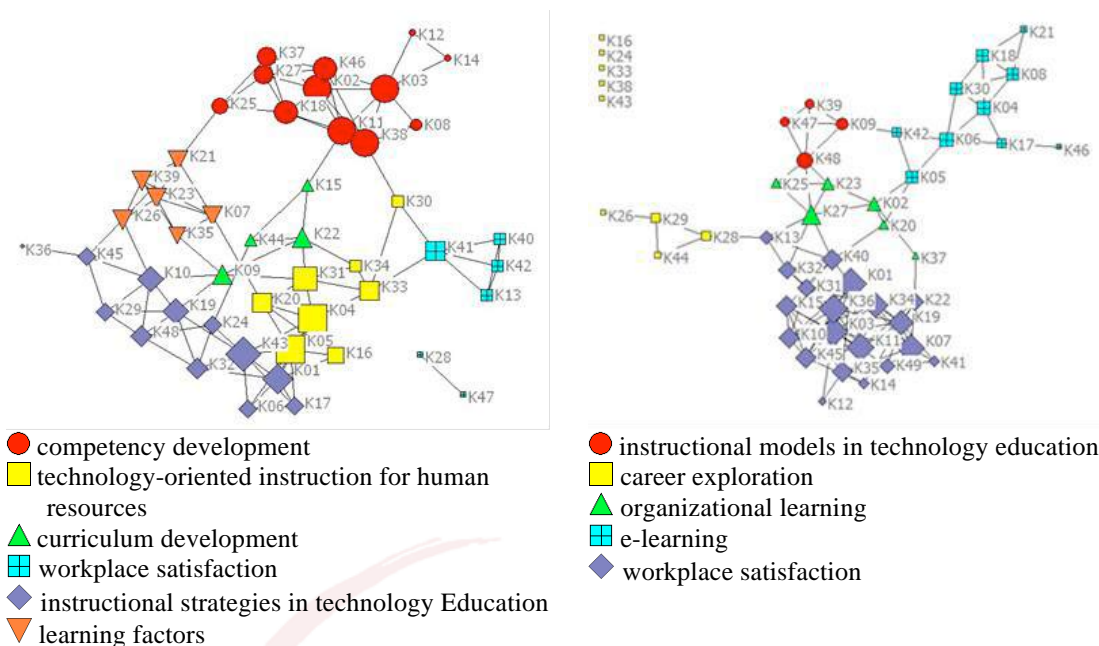 K12
K14
K37
K46
K27
K02
K03
K25
K18
K11
K38
K08
K21
K39
K23
K15
K26
K07
K30
K35
K36
K45
K44
K22
K41
K40
K42
K10
K09
K31
K34
K33
K13
K29
K19
K20
K04
K48
K24
K43
K05
K16
K28
K32
K01
K47
K06
K17
competency development
technology-oriented instruction for human
resources
curriculum development
workplace satisfaction
instructional strategies in technology Education
learning factors
K16
K24
K33
K38
K43
K21
K18
K08
K30
K04
K39
K47
K09
K42
K06
K17
K46
K48
K05
K25
K23
K02
K26
K29
K27
K20
K28
K13
K44
K40
K37
K32
K01
K31
K15
K36
K34
K22
K03
K19
K10
K11
K07
K45
K35
K49
K41
K14
K12
instructional models in technology education
career exploration
organizational learning
e-learning
workplace satisfaction